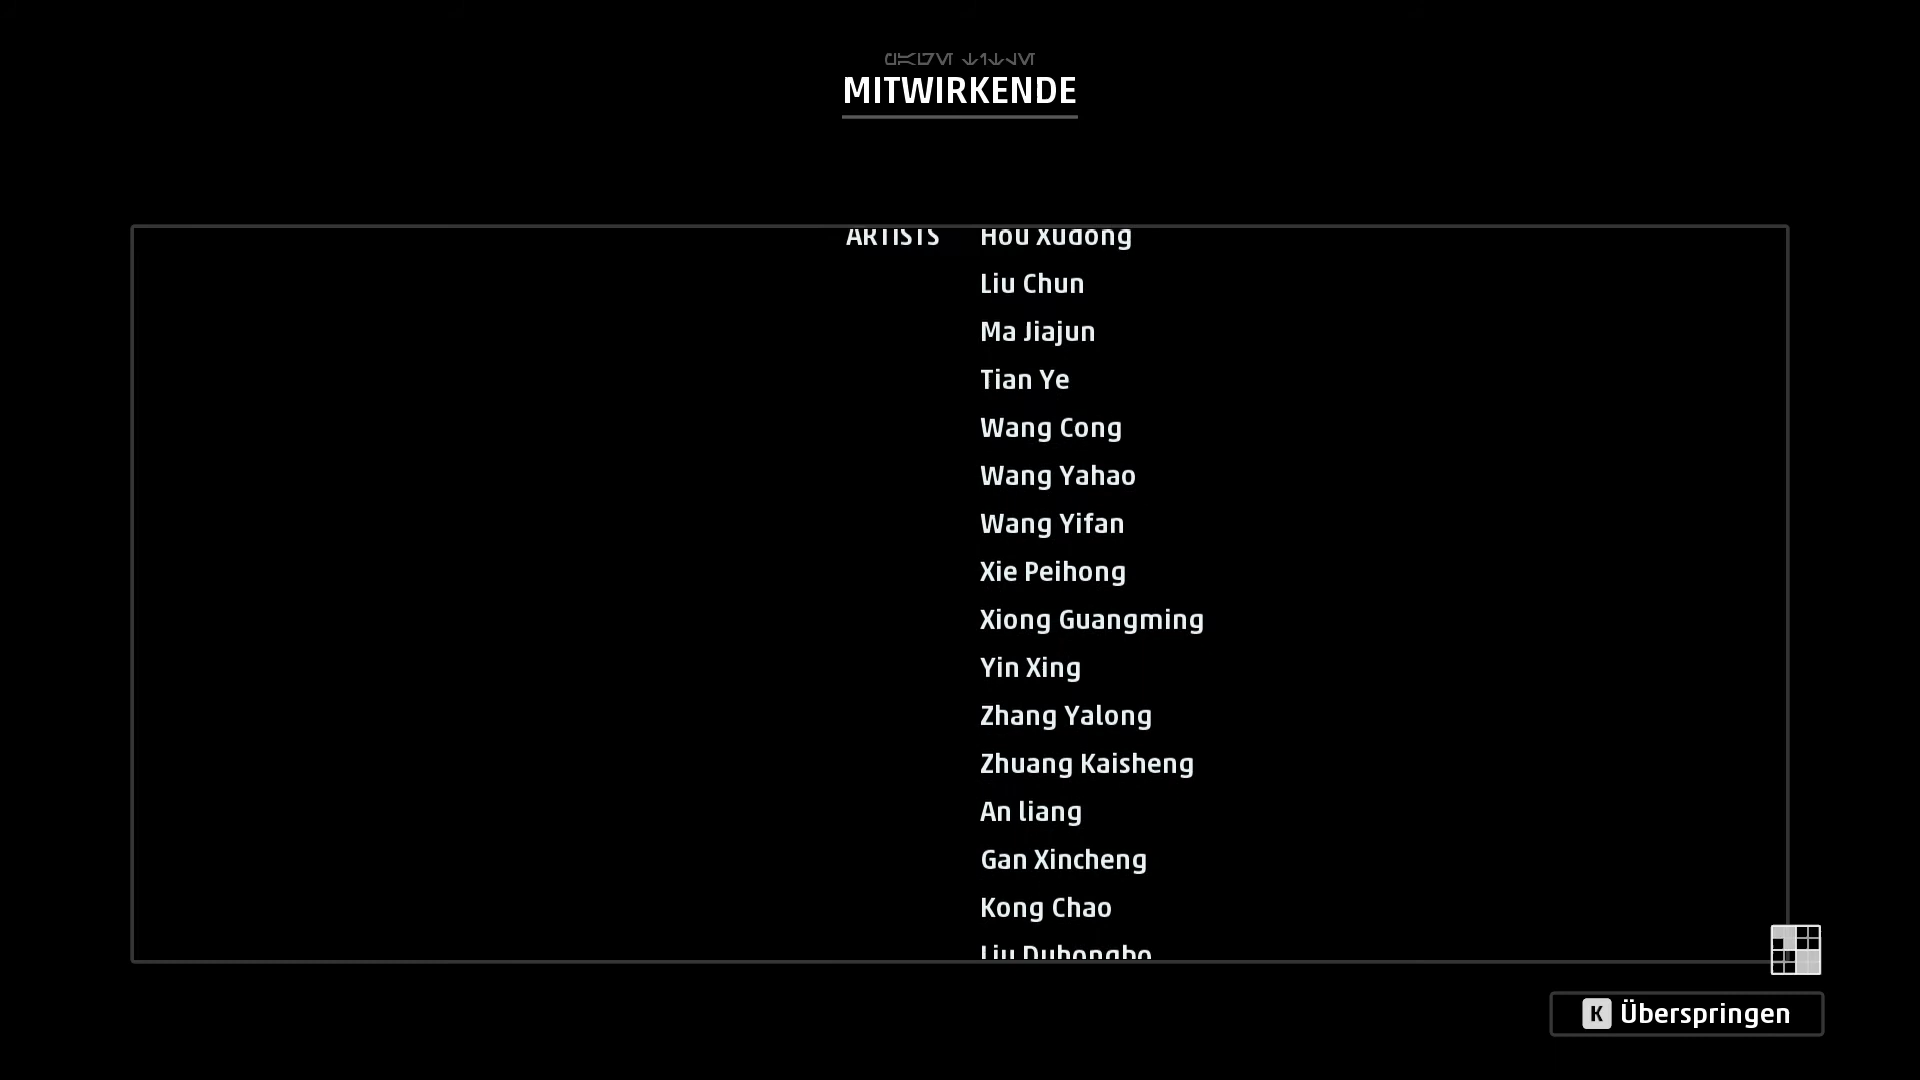 MITWIRKENDE
ARTISTS Hou Xudong
Liu Chun
Ma Jiajun
Tian Ye
Wang Cong
Wang Yahao
Wang Yifan
Xie Peihong
Xiong Guangming
Yin Xing
Zhang Yalong
Zhuang Kaisheng
An liang
Gan Xincheng
Kong Chao
Liu
K Überspringen